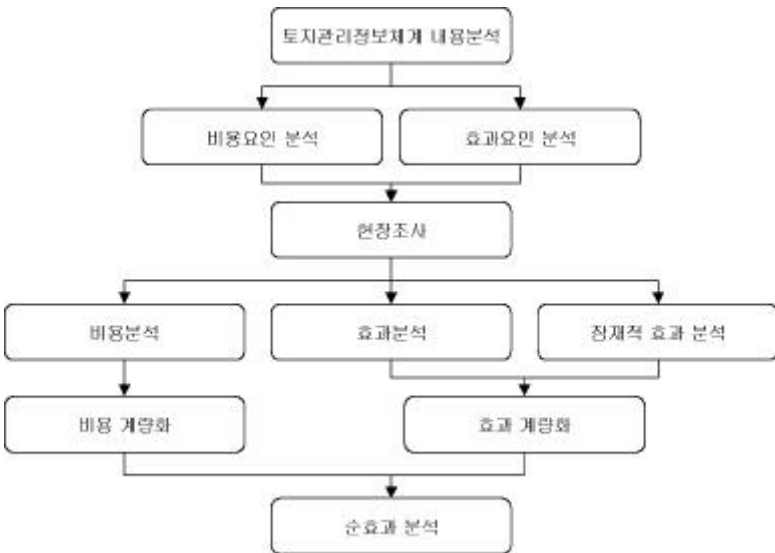 토지관리정보체계 내용분석
비용요인 분석
효과요인 분석
현장조사
비용분석
효과분석
잠재적 효과 분석
비용 계량화
효과 계량화
순효과 분석